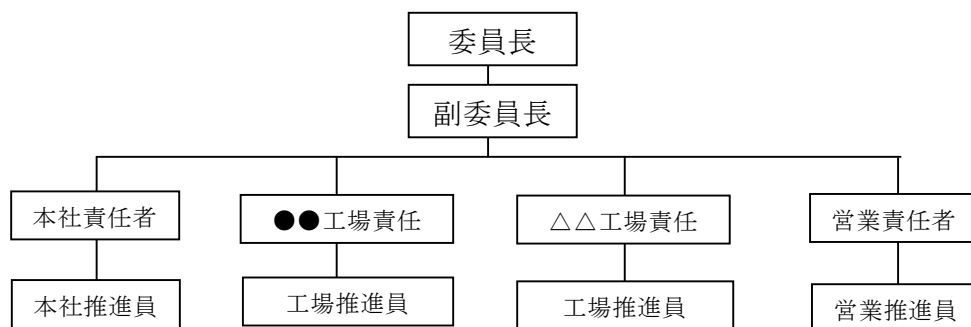 委員長
副委員長
本社責任者
●●工場責任
△△工場責任
営業責任者
本社推進員
工場推進員
工場推進員
営業推進員